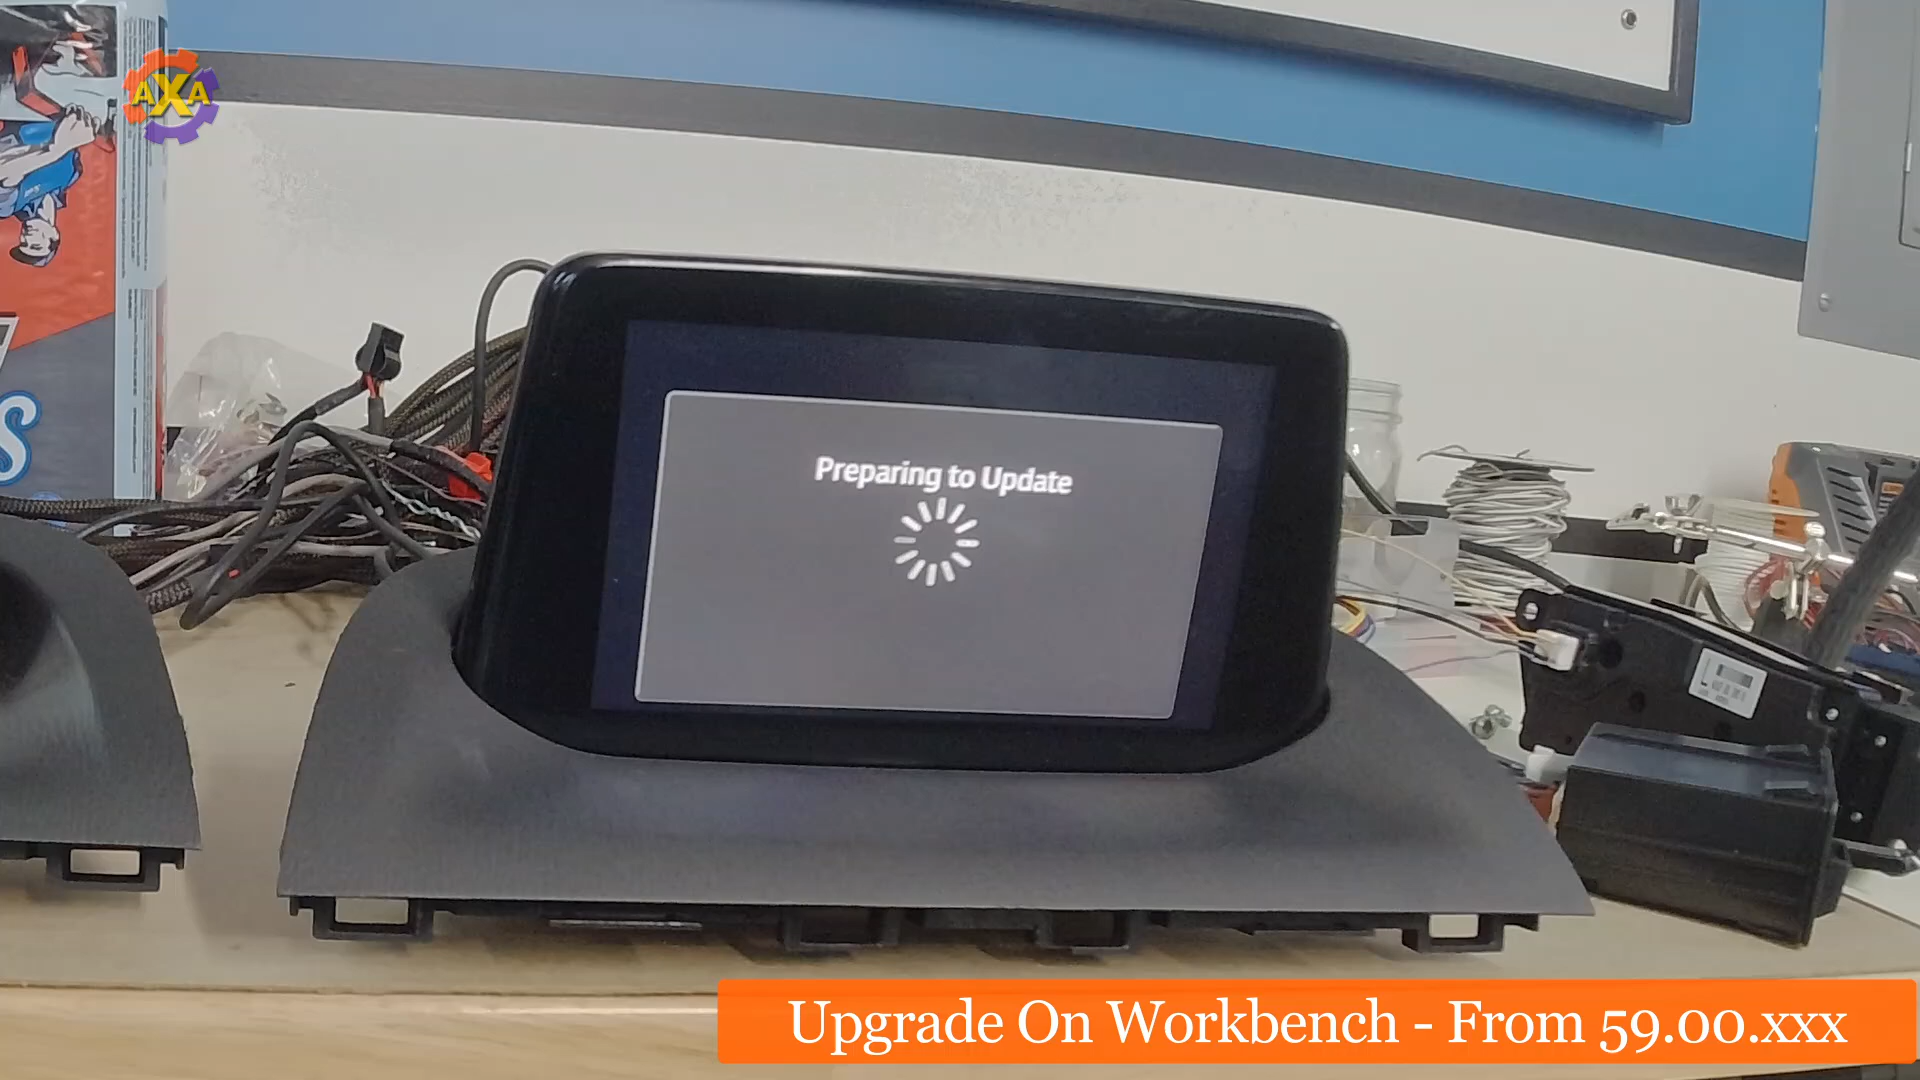 AXA
Preparing to Update
S
Upgrade On Workbench - From 59.00.xxx